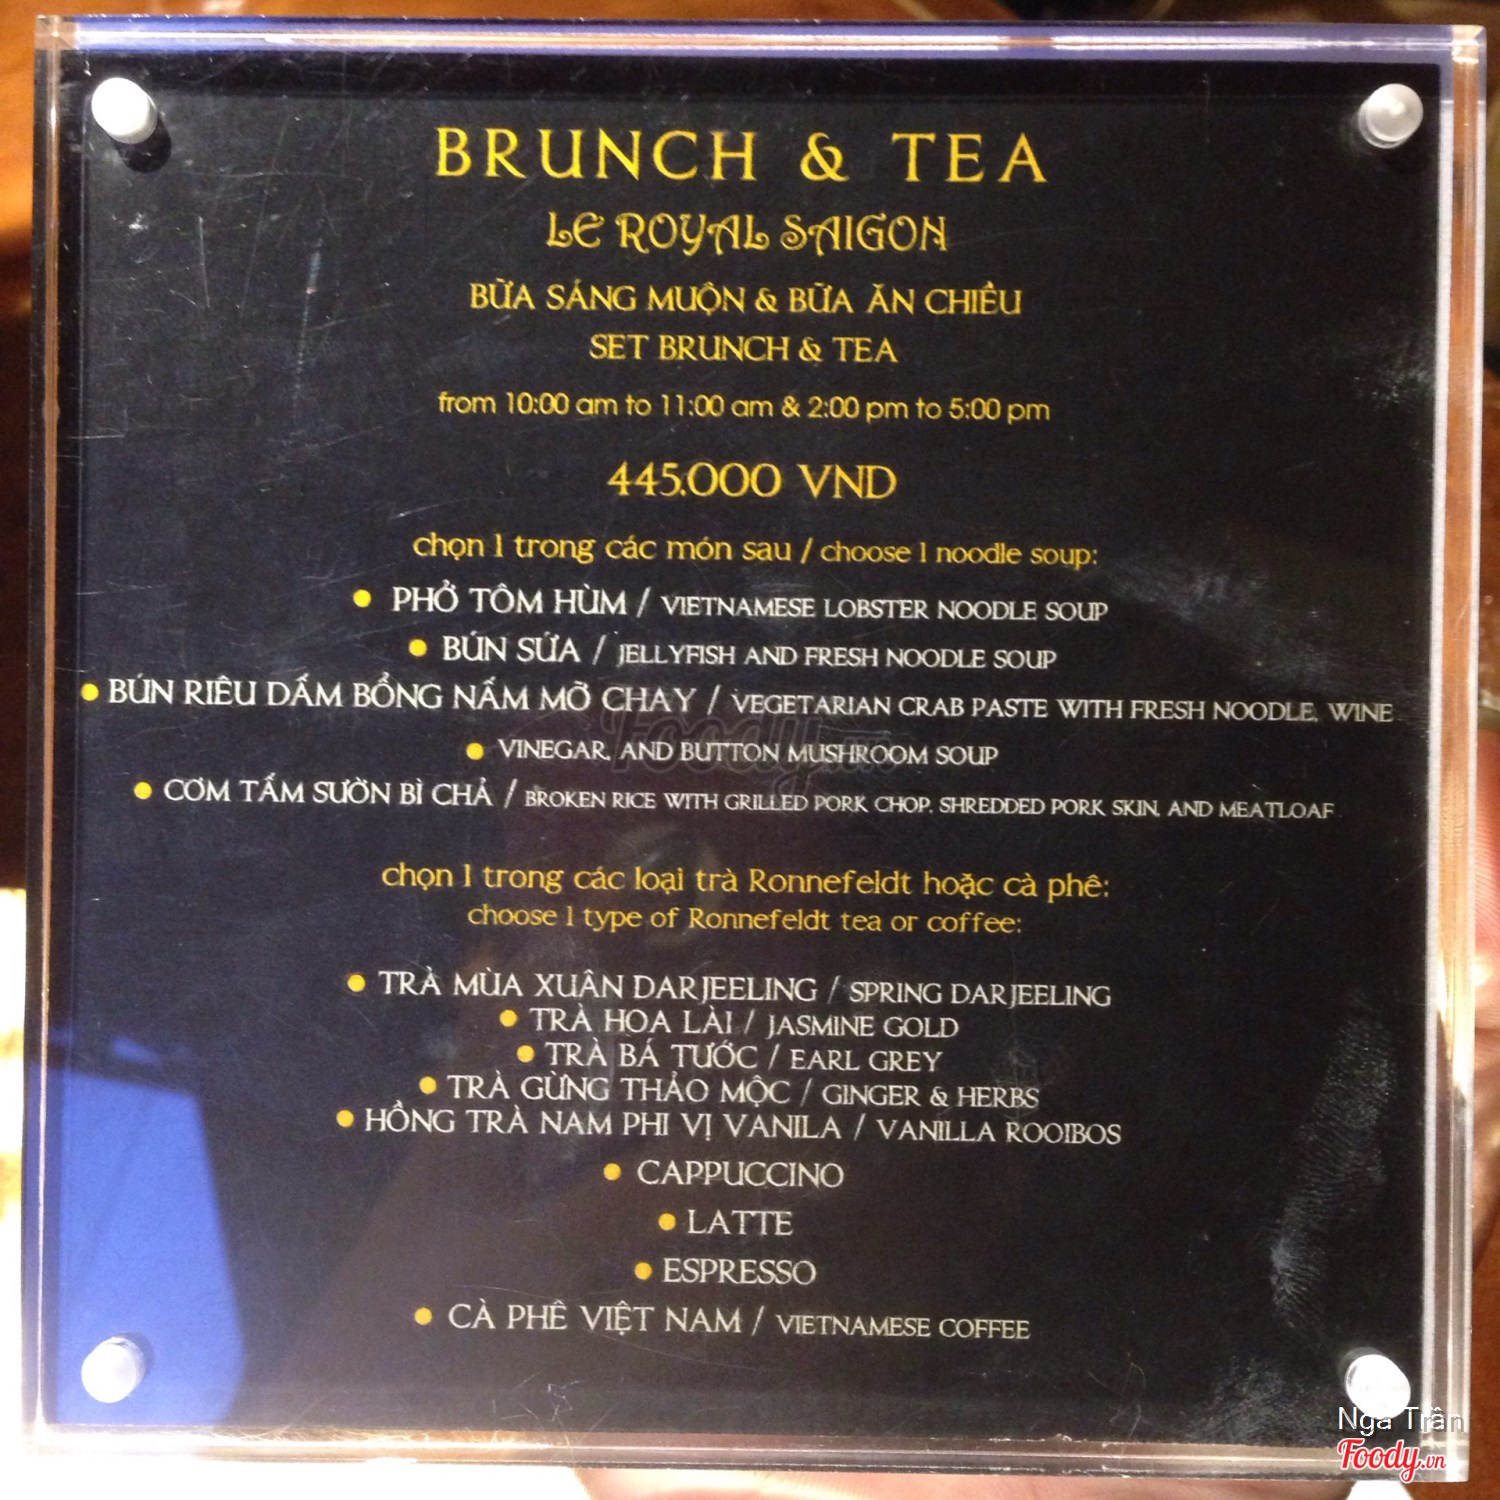 BRUNCH & TEA
LE ROYAL SAIGON
BỮA SÁNG MUỘN & BỮA ĂN CHIỀU
SET BRUNCH & TEA
from 10:00 am to 11:00 am & 2:00 pm to 5:00 pm
445.000 VND
chọn 1 trong các món sau / choose 1 noodle soup:
• PHỞ TÔM HÙM / VIETNAMESE LOBSTER NOODLE SOUP
• BÚN SỨA / JELLYFISH AND FRESH NOODLE SOUP
• BÚN RIÊU DẤM BỔNG NẤM MỠ CHAY / VEGETARIAN CRAB PASTE WITH FRESH NOODLE, WINE
• VINEGAR, AND BUTTON MUSHROOM SOUP
• CƠM TẤM SƯỜN BÌ CHẢ / BROKEN RICE WITH GRILLED PORK CHOP, SHREDDED PORK SKIN, AND MEATLOAF
chọn 1 trong các loại trà Ronnefeldt hoặc cà phê:
choose 1 type of Ronnefeldt tea or coffee:
• TRÀ MÙA XUÂN DARJEELING / SPRING DARJEELING
• TRÀ HOA LÀI / JASMINE GOLD
• TRÀ BÁ TƯỚC / EARL GREY
• TRÀ GỪNG THẢO MỘC / GINGER & HERBS
• HỒNG TRÀ NAM PHI VỊ VANILA / VANILLA ROOIBOS
• CAPPUCCINO
• LATTE
• ESPRESSO
• CÀ PHÊ VIỆT NAM / VIETNAMESE COFFEE
Nga Trần
Foody.vn